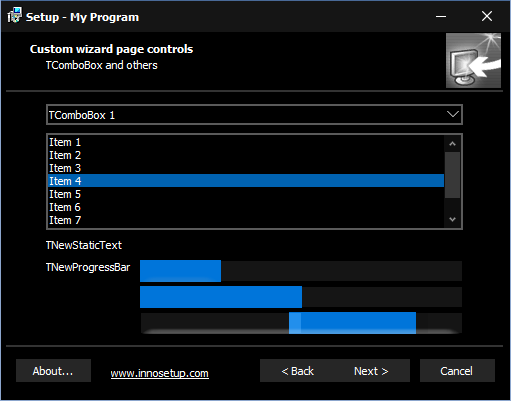 Setup - My Program
Custom wizard page controls
TComboBox and others
TComboBox 1
Item 1
Item 2
Item 3
Item 4
Item 5
Item 6
Item 7
TNewStaticText
TNewProgressBar
About... www.innosetup.com < Back Next > Cancel